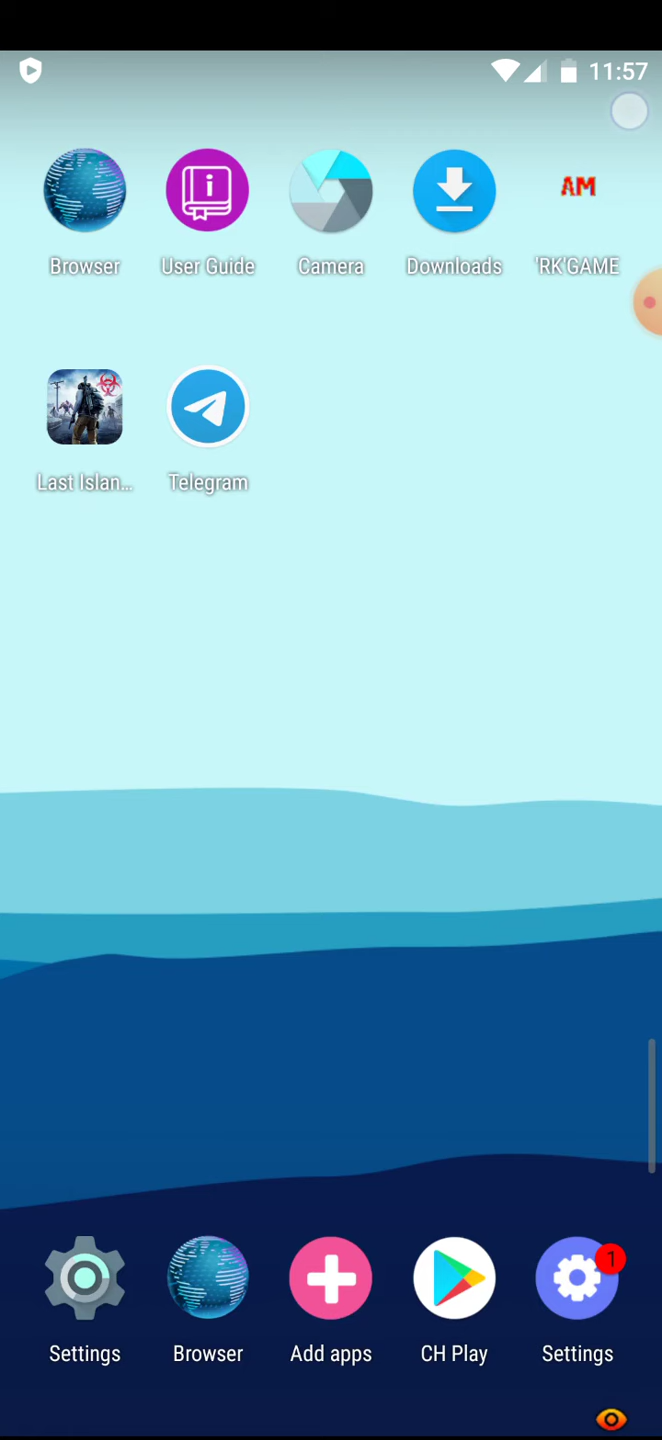 11:57
AM
Browser
User Guide
Camera
Downloads
'RK'GAME
Last Islan...
Telegram
1
Settings
Browser
Add apps
CH Play
Settings